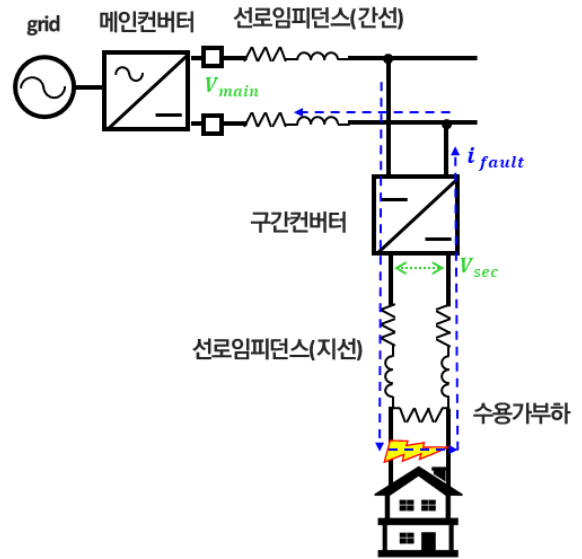 grid
메인컨버터
선로임피던스(간선)
V_main
i_fault
구간컨버터
V_sec
선로임피던스(지선)
수용가부하